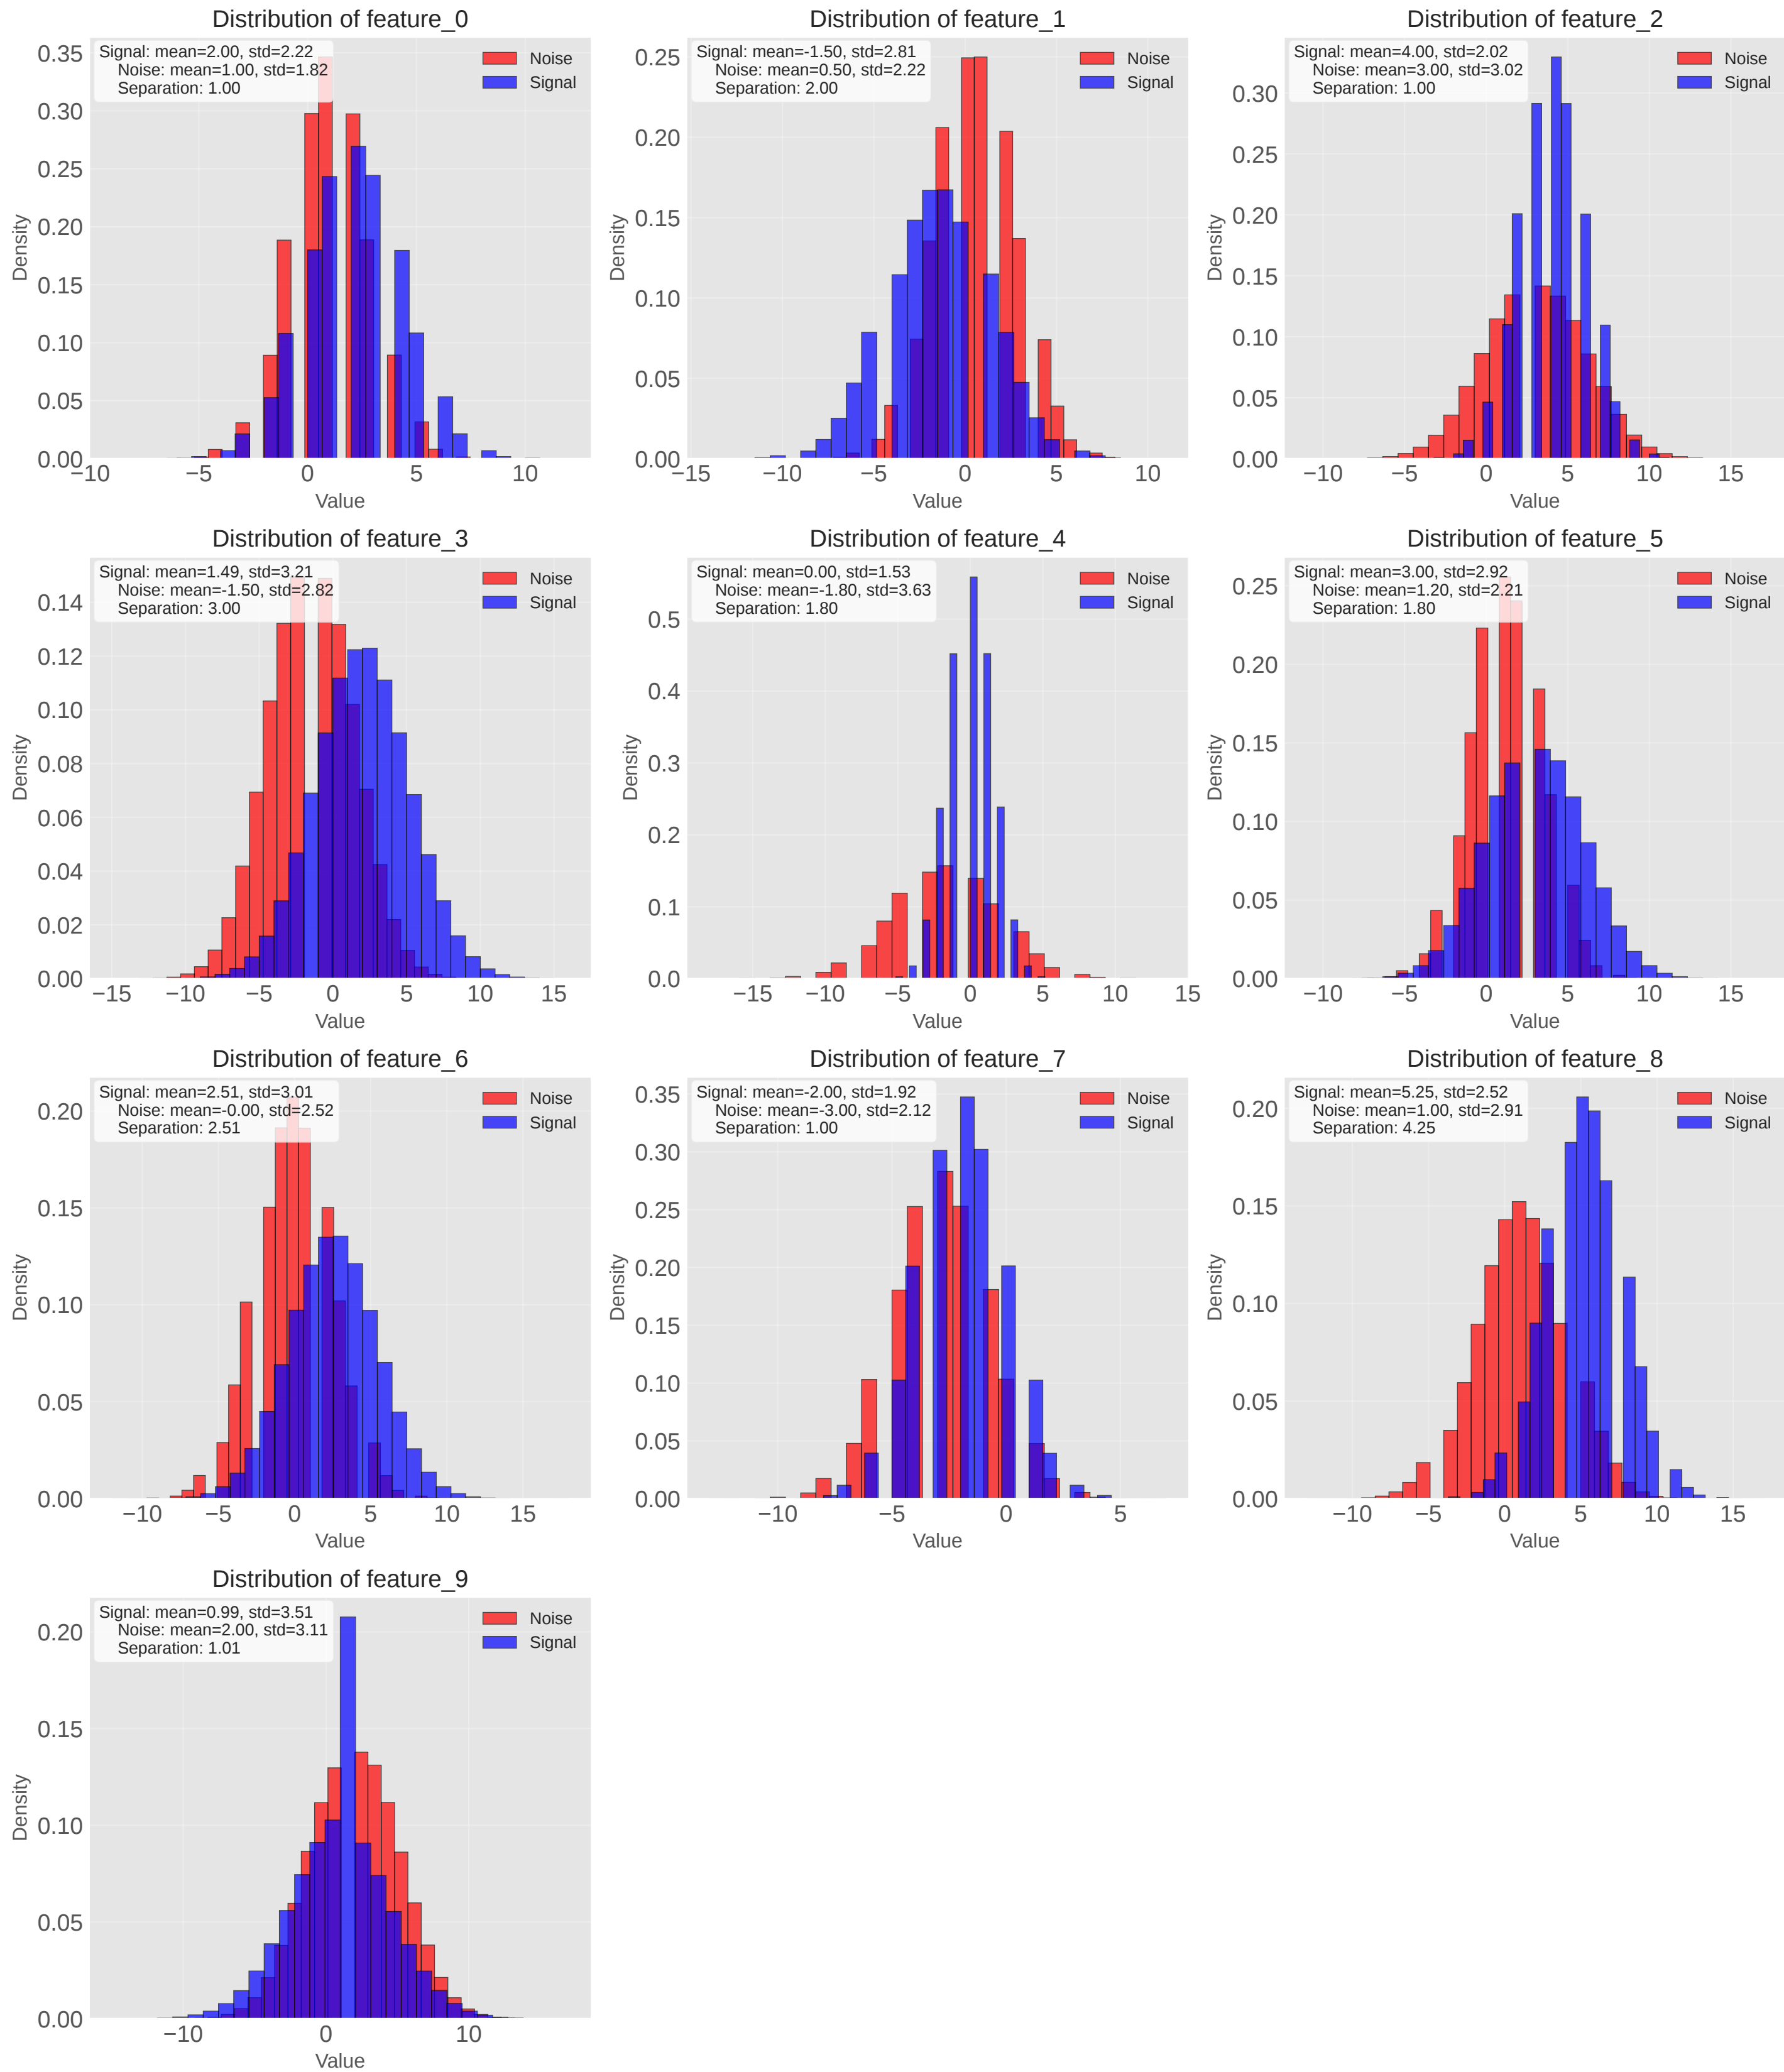 Distribution of feature_0
Signal: mean=2.00, std=2.22
Noise: mean=1.00, std=1.82
Separation: 1.00
Noise
Signal
0.35
0.30
0.25
0.20
0.15
0.10
0.05
0.00
Density
−10 −5 0 5 10
Value
Distribution of feature_1
Signal: mean=-1.50, std=2.81
Noise: mean=0.50, std=2.22
Separation: 2.00
Noise
Signal
0.25
0.20
0.15
0.10
0.05
0.00
Density
−15 −10 −5 0 5 10
Value
Distribution of feature_2
Signal: mean=4.00, std=2.02
Noise: mean=3.00, std=3.02
Separation: 1.00
Noise
Signal
0.30
0.25
0.20
0.15
0.10
0.05
0.00
Density
−10 −5 0 5 10 15
Value
Distribution of feature_3
Signal: mean=1.49, std=3.21
Noise: mean=-1.50, std=2.82
Separation: 3.00
Noise
Signal
0.14
0.12
0.10
0.08
0.06
0.04
0.02
0.00
Density
−15 −10 −5 0 5 10 15
Value
Distribution of feature_4
Signal: mean=0.00, std=1.53
Noise: mean=-1.80, std=3.63
Separation: 1.80
Noise
Signal
0.5
0.4
0.3
0.2
0.1
0.0
Density
−15 −10 −5 0 5 10 15
Value
Distribution of feature_5
Signal: mean=3.00, std=2.92
Noise: mean=1.20, std=2.21
Separation: 1.80
Noise
Signal
0.25
0.20
0.15
0.10
0.05
0.00
Density
−10 −5 0 5 10 15
Value
Distribution of feature_6
Signal: mean=2.51, std=3.01
Noise: mean=-0.00, std=2.52
Separation: 2.51
Noise
Signal
0.20
0.15
0.10
0.05
0.00
Density
−10 −5 0 5 10 15
Value
Distribution of feature_7
Signal: mean=-2.00, std=1.92
Noise: mean=-3.00, std=2.12
Separation: 1.00
Noise
Signal
0.35
0.30
0.25
0.20
0.15
0.10
0.05
0.00
Density
−10 −5 0 5
Value
Distribution of feature_8
Signal: mean=5.25, std=2.52
Noise: mean=1.00, std=2.91
Separation: 4.25
Noise
Signal
0.20
0.15
0.10
0.05
0.00
Density
−10 −5 0 5 10 15
Value
Distribution of feature_9
Signal: mean=0.99, std=3.51
Noise: mean=2.00, std=3.11
Separation: 1.01
Noise
Signal
0.20
0.15
0.10
0.05
0.00
Density
−10 0 10
Value